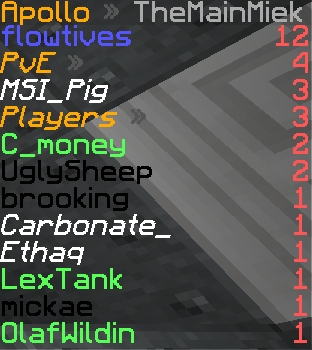 Apollo » TheMainMiek
flowtives 12
PvE » 4
MSI_Pig 3
Players » 3
C_money 2
UglySheep 2
brooking 1
Carbonate_ 1
Ethaq 1
LexTank 1
mickae 1
OlafWildin 1